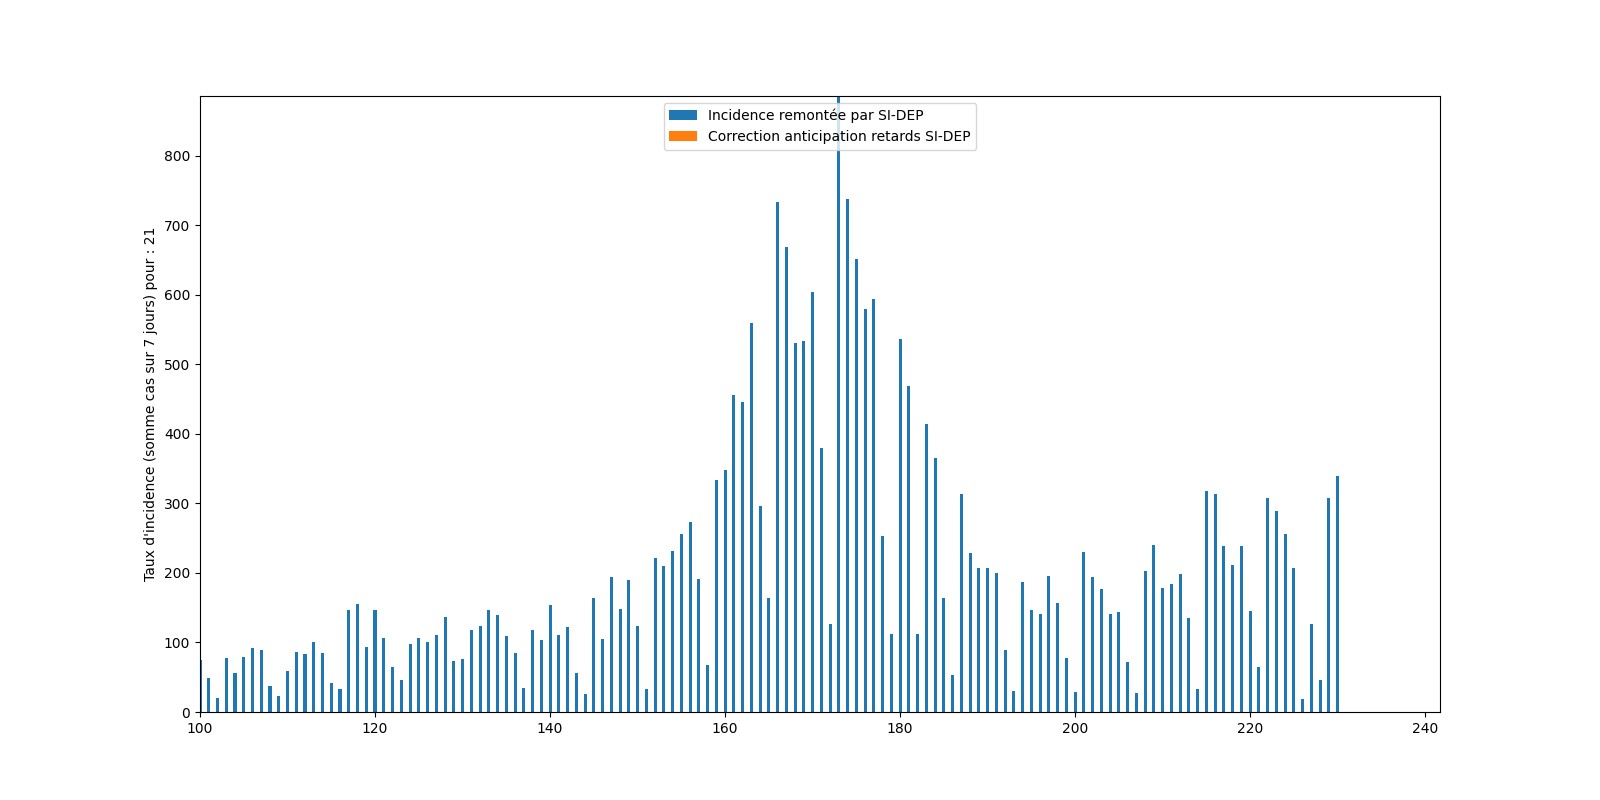 Incidence remontée par SI-DEP
Correction anticipation retards SI-DEP
Taux d'incidence (somme cas sur 7 jours) pour : 21
800
700
600
500
400
300
200
100
0
100 120 140 160 180 200 220 240